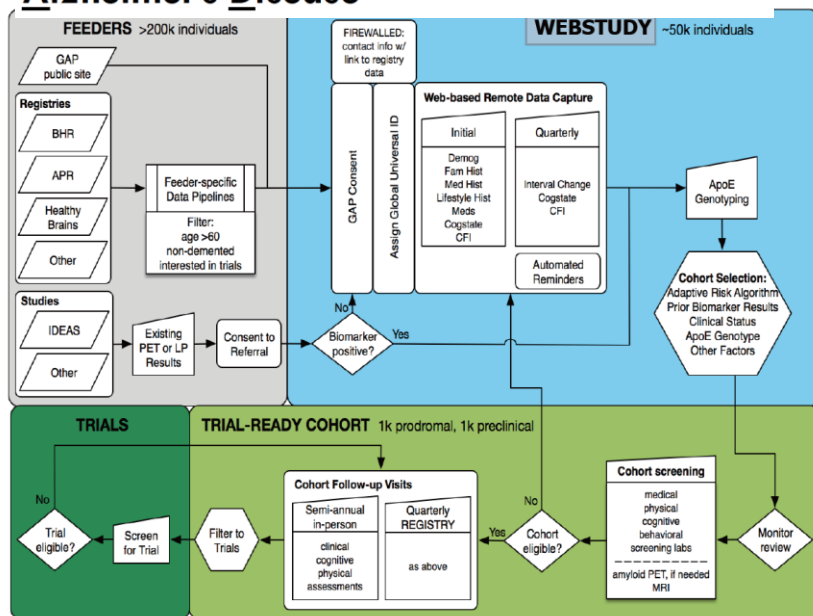 Alzheimer's Disease
FEEDERS >200k individuals
GAP
public site
Registries
BHR
APR
Healthy
Brains
Other
Feeder-specific
Data Pipelines
Filter:
age >60
non-demented
interested in trials
Studies
IDEAS
Other
Existing
PET or LP
Results
Consent to
Referral
WEBSTUDY ~50k individuals
FIREWALLED:
contact info w/
link to registry
data
GAP Consent
Assign Global Universal ID
Web-based Remote Data Capture
Initial
Demog
Fam Hist
Med Hist
Lifestyle Hist
Meds
Cogstate
CFI
Quarterly
Interval Change
Cogstate
CFI
Automated
Reminders
No
Biomarker
positive?
Yes
ApoE
Genotyping
Cohort Selection:
Adaptive Risk Algorithm
Prior Biomarker Results
Clinical Status
ApoE Genotype
Other Factors
TRIALS
No
Trial
eligible?
Screen
for Trial
TRIAL-READY COHORT 1k prodromal, 1k preclinical
Filter to
Trials
Cohort Follow-up Visits
Semi-annual
in-person
clinical
cognitive
physical
assessments
Quarterly
REGISTRY
as above
Yes
No
Cohort
eligible?
Cohort screening
medical
physical
cognitive
behavioral
screening labs
amyloid PET, if needed
MRI
Monitor
review